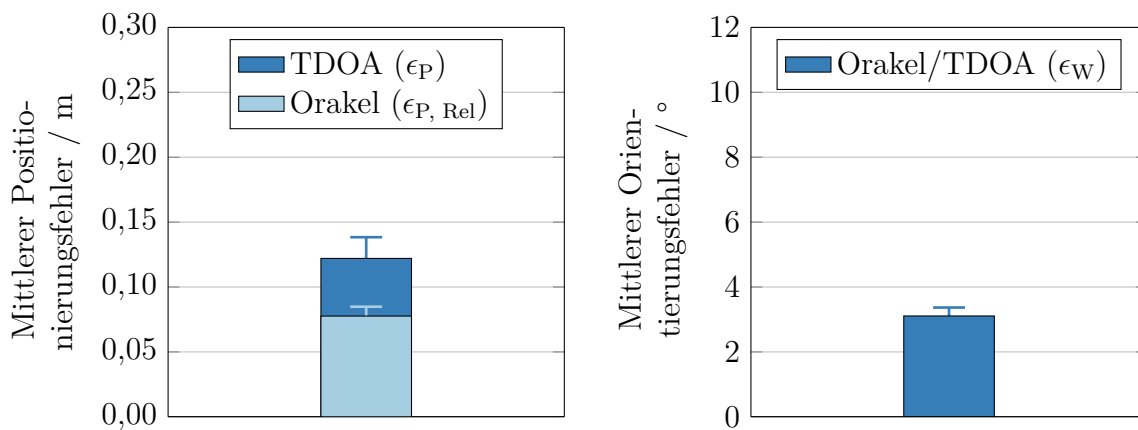 Mittlerer Positio-
nierungsfehler / m
0,30
0,25
0,20
0,15
0,10
0,05
0,00
TDOA (ϵP)
Orakel (ϵP, Rel)
Mittlerer Orien-
tierungsfehler / °
12
10
8
6
4
2
0
Orakel/TDOA (ϵW)